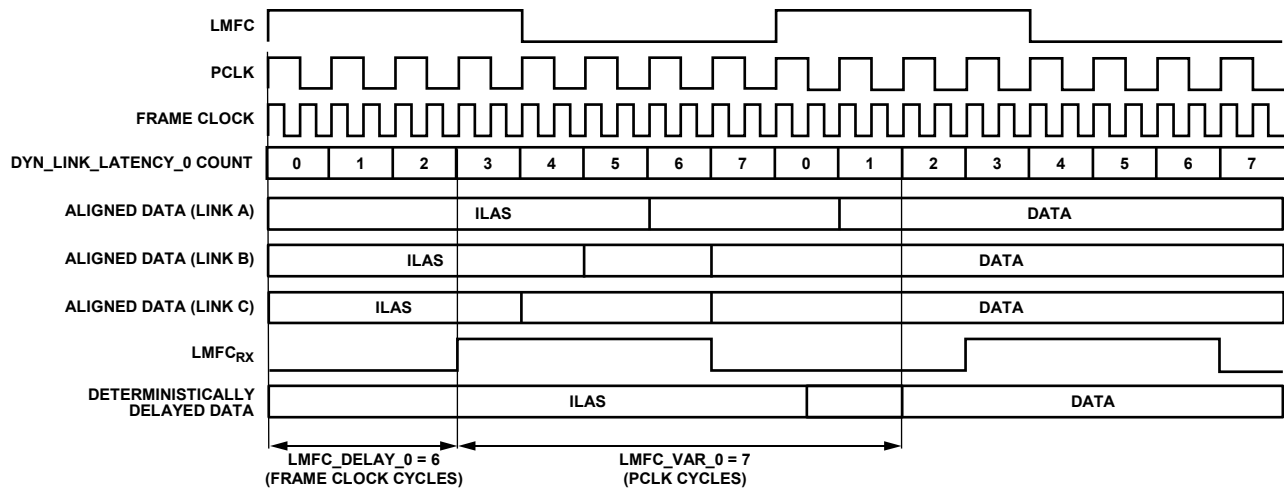 LMFC
PCLK
FRAME CLOCK
DYN_LINK_LATENCY_0 COUNT 0 1 2 3 4 5 6 7 0 1 2 3 4 5 6 7
ALIGNED DATA (LINK A) ILAS DATA
ALIGNED DATA (LINK B) ILAS DATA
ALIGNED DATA (LINK C) ILAS DATA
LMFCRX
DETERMINISTICALLY
DELAYED DATA ILAS DATA
LMFC_DELAY_0 = 6
(FRAME CLOCK CYCLES)
LMFC_VAR_0 = 7
(PCLK CYCLES)